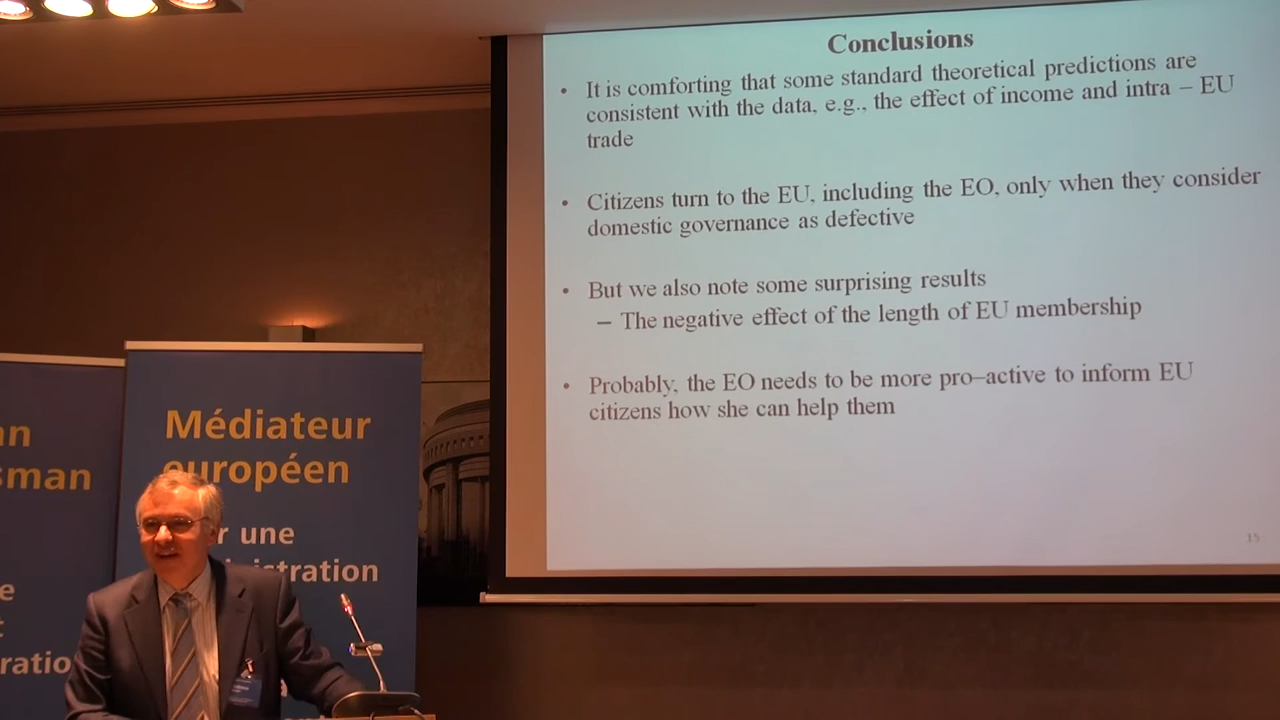 Conclusions
• It is comforting that some standard theoretical predictions are
consistent with the data, e.g., the effect of income and intra – EU
trade
• Citizens turn to the EU, including the EO, only when they consider
domestic governance as defective
• But we also note some surprising results
– The negative effect of the length of EU membership
• Probably, the EO needs to be more pro–active to inform EU
citizens how she can help them
15
Médiateur
européen
r une
istration
an
sman
e
t
ratio